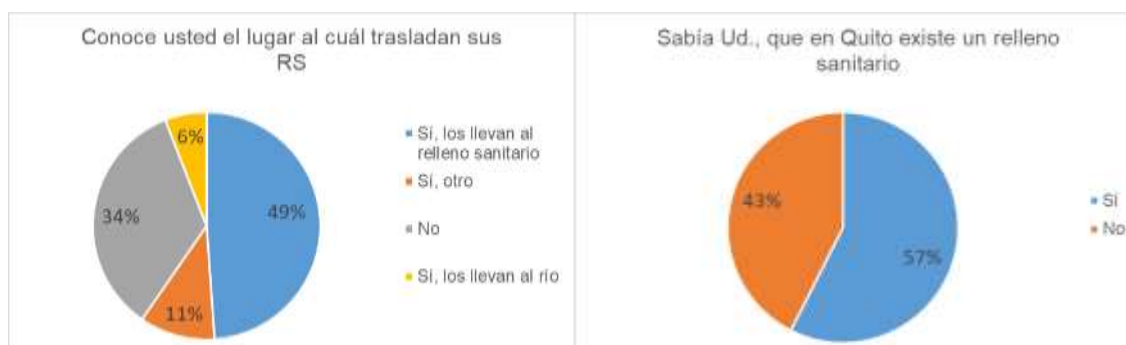 Conoce usted el lugar al cuál trasladan sus
RS
6%
49%
34%
11%
Sí, los llevan al
relleno sanitario
Sí, otro
No
Sí, los llevan al río
Sabía Ud., que en Quito existe un relleno
sanitario
43%
57%
Sí
No